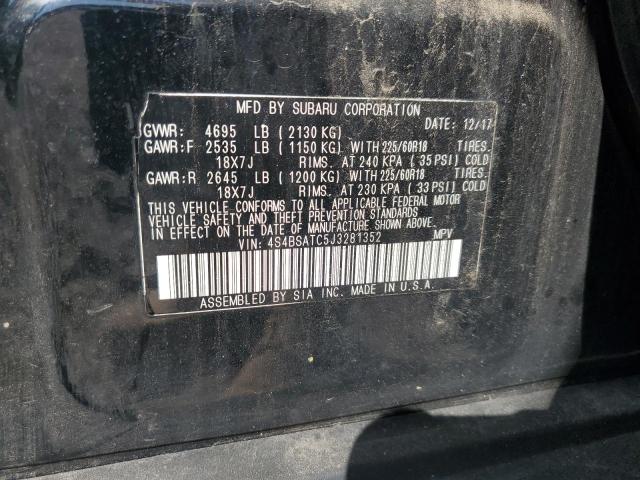 MFD BY SUBARU CORPORATION
GVWR: 4695 LB (2130 KG) DATE: 12/17
GAWR:F 2535 LB (1150 KG) WITH 225/60R18 TIRES.
18X7J RIMS. AT 240 KPA (35 PSI) COLD
GAWR:R 2645 LB (1200 KG) WITH 225/60R18 TIRES.
18X7J RIMS. AT 230 KPA (33 PSI) COLD
THIS VEHICLE CONFORMS TO ALL APPLICABLE FEDERAL MOTOR
VEHICLE SAFETY AND THEFT PREVENTION STANDARDS IN
EFFECT ON THE DATE OF MANUFACTURE SHOWN ABOVE.
VIN: 4S4BSATC5J3281352 MPV
ASSEMBLED BY SIA INC. MADE IN U.S.A.